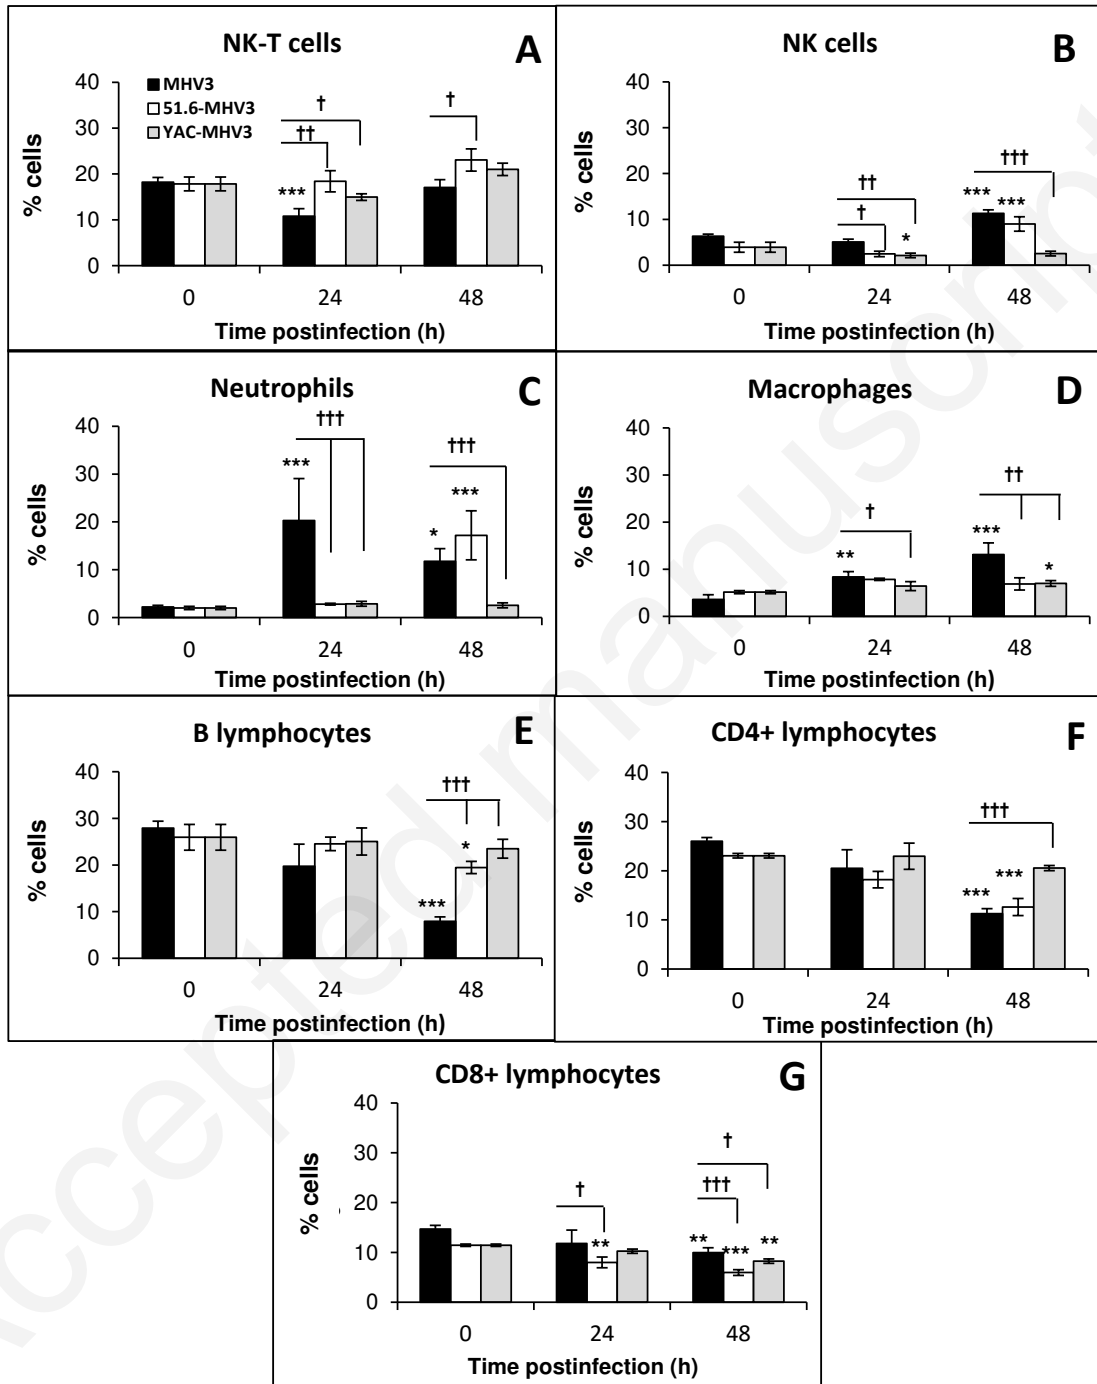 NK-T cells A
MHV3
51.6-MHV3
YAC-MHV3
% cells
40
30
20
10
0
† † †† ***
0 24 48
Time postinfection (h)
NK cells B
% cells
40
30
20
10
0
†† † * ††† *** ***
0 24 48
Time postinfection (h)
Neutrophils C
% cells
40
30
20
10
0
††† *** ††† *** *
0 24 48
Time postinfection (h)
Macrophages D
% cells
40
30
20
10
0
† ** †† *** *
0 24 48
Time postinfection (h)
B lymphocytes E
% cells
40
30
20
10
0
††† * ***
0 24 48
Time postinfection (h)
CD4+ lymphocytes F
% cells
40
30
20
10
0
††† *** ***
0 24 48
Time postinfection (h)
CD8+ lymphocytes G
% cells
40
30
20
10
0
† ** † ††† ** *** **
0 24 48
Time postinfection (h)
Accepted manuscript